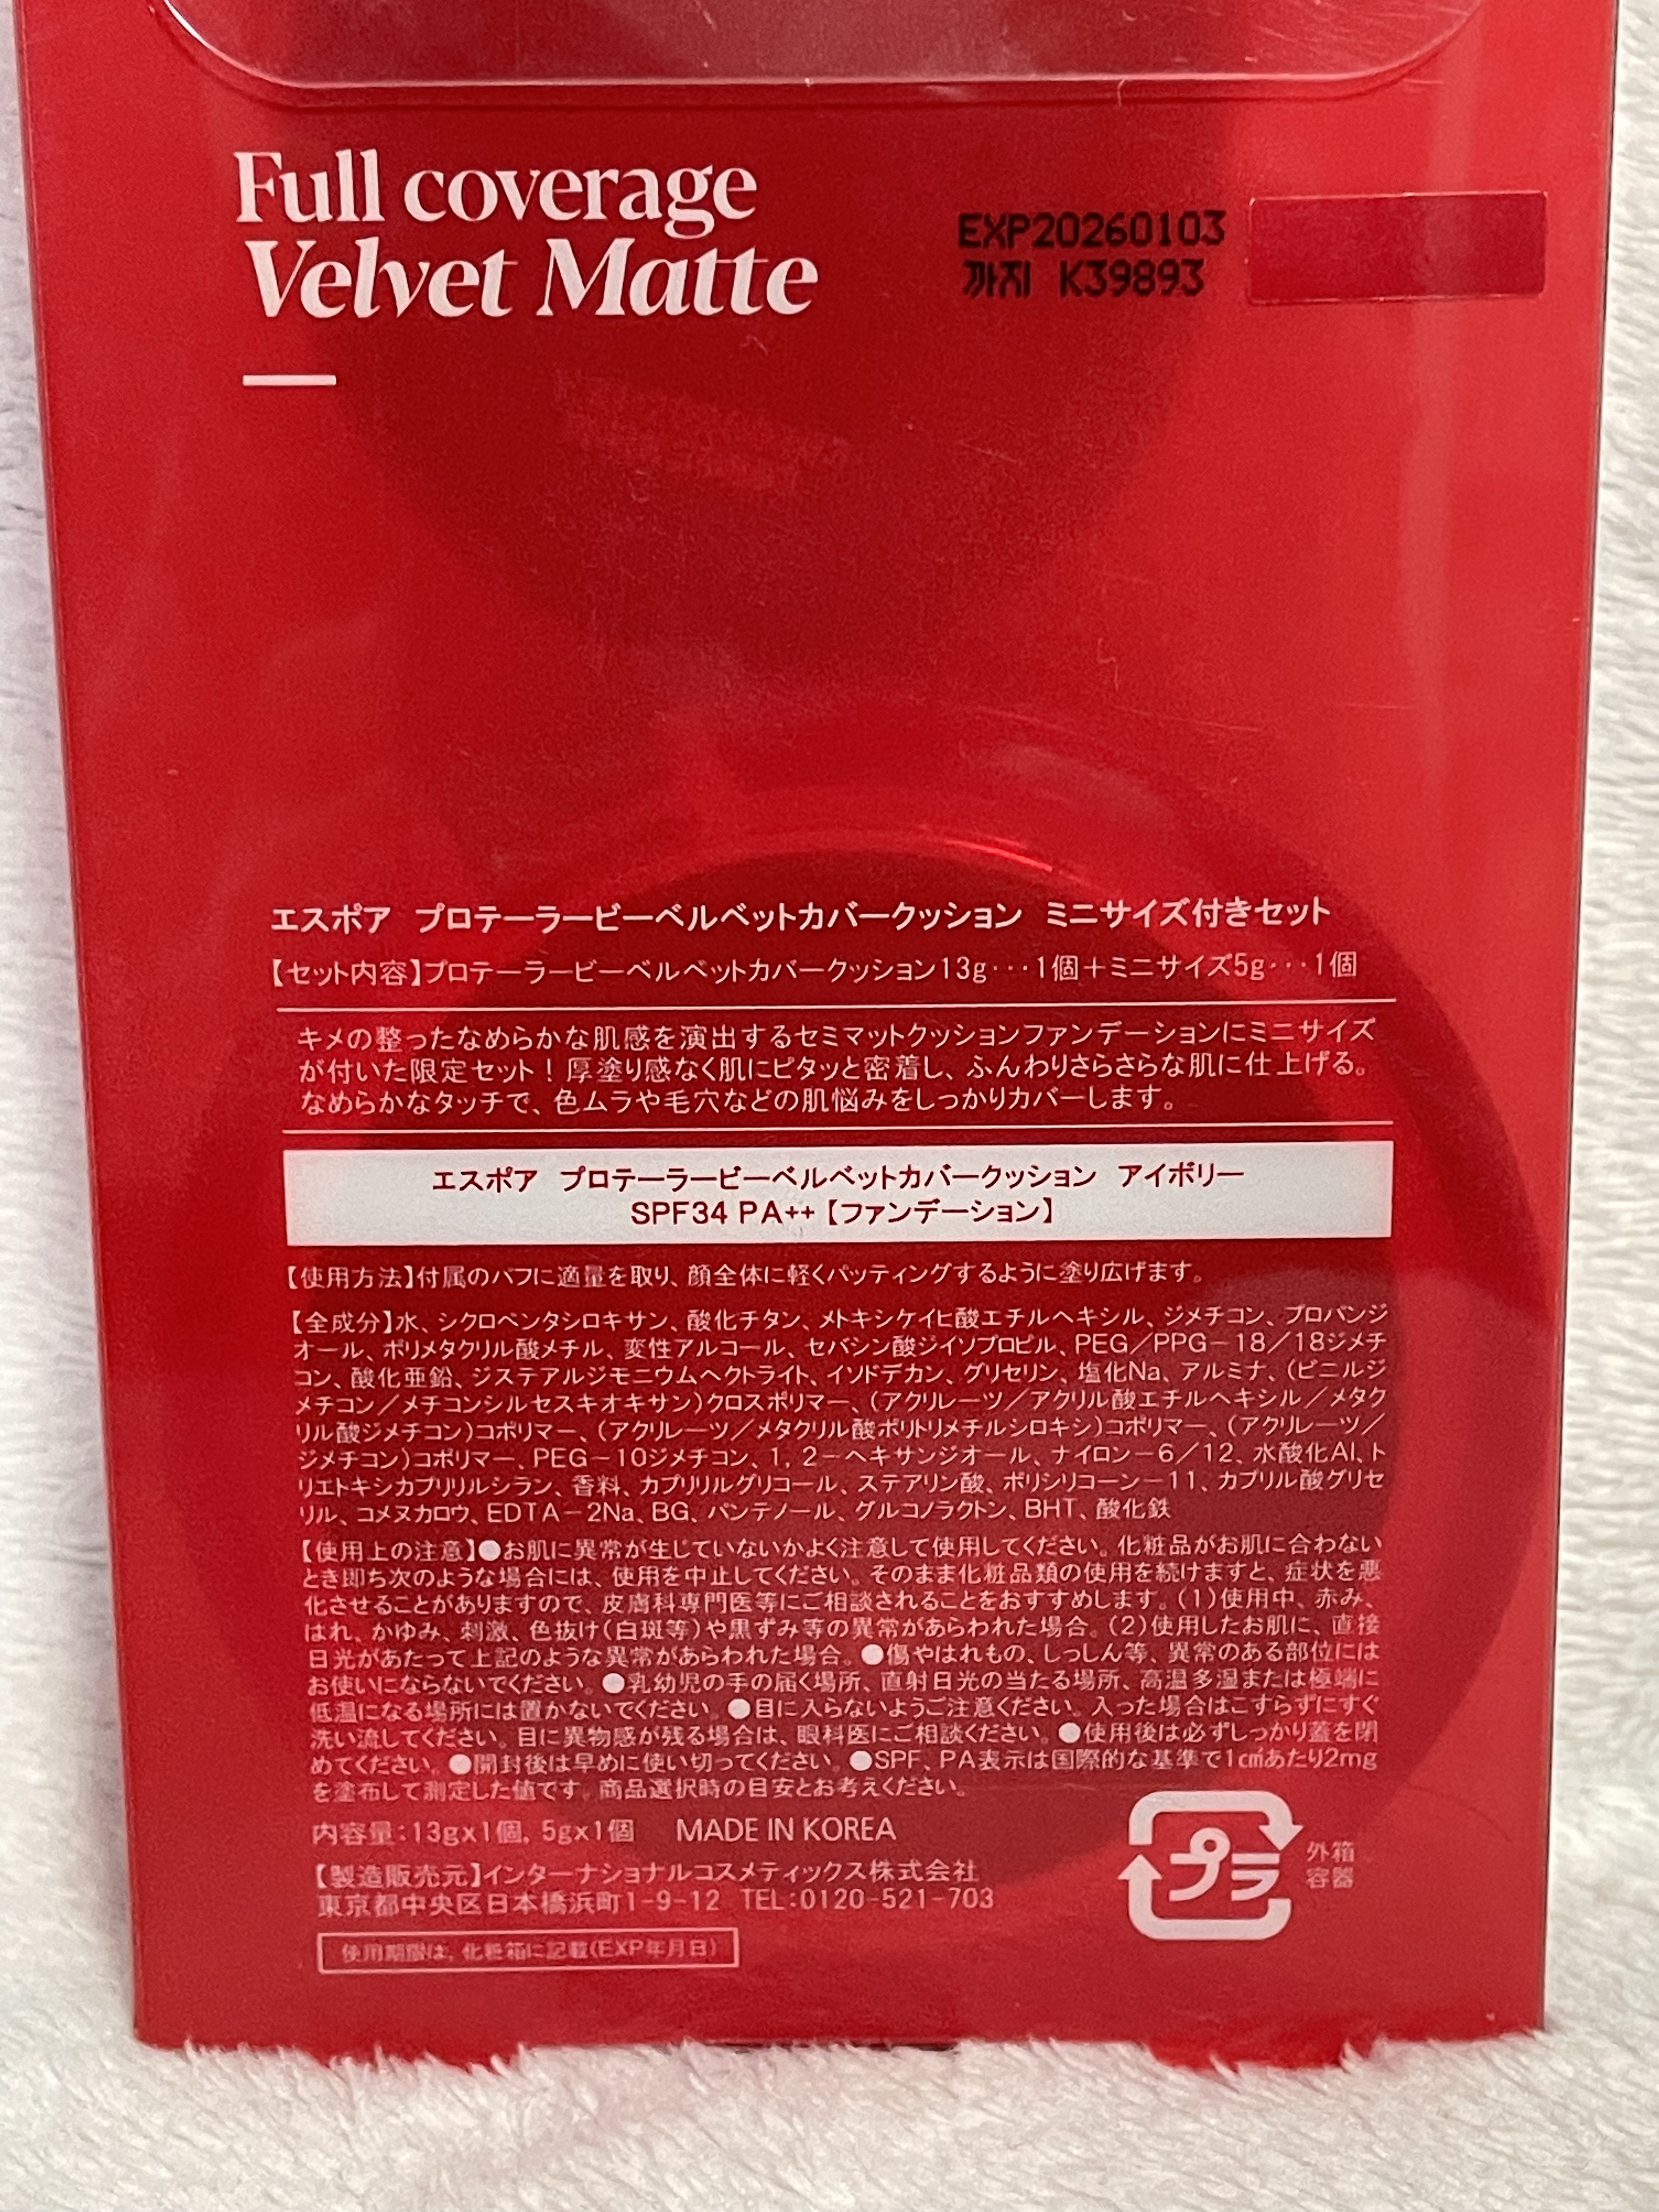 Full coverage
Velvet Matte
EXP20260103
까지 K39893
エスポア プロテーラービーベルベットカバークッション ミニサイズ付きセット
【セット内容】プロテーラービーベルベットカバークッション13g･･･1個＋ミニサイズ5g･･･1個
キメの整ったなめらかな肌感を演出するセミマットクッションファンデーションにミニサイズ
が付いた限定セット！厚塗り感なく肌にピタッと密着し、ふんわりさらさらな肌に仕上げる。
なめらかなタッチで、色ムラや毛穴などの肌悩みをしっかりカバーします。
エスポア プロテーラービーベルベットカバークッション アイボリー
SPF34 PA++【ファンデーション】
【使用方法】付属のパフに適量を取り、顔全体に軽くパッティングするように塗り広げます。
【全成分】水、シクロペンタシロキサン、酸化チタン、メトキシケイヒ酸エチルヘキシル、ジメチコン、プロパンジ
オール、ポリメタクリル酸メチル、変性アルコール、セバシン酸ジイソプロピル、PEG／PPG－18／18ジメチ
コン、酸化亜鉛、ジステアルジモニウムヘクトライト、イソドデカン、グリセリン、塩化Na、アルミナ、（ビニルジ
メチコン／メチコンシルセスキオキサン）クロスポリマー、（アクリレーツ／アクリル酸エチルヘキシル／メタク
リル酸ジメチコン）コポリマー、（アクリレーツ／メタクリル酸ポリトリメチルシロキシ）コポリマー、（アクリレーツ／
ジメチコン）コポリマー、PEG－10ジメチコン、1，2－ヘキサンジオール、ナイロン－6／12、水酸化Al、ト
リエトキシカプリリルシラン、香料、カプリリルグリコール、ステアリン酸、ポリシリコーン－11、カプリル酸グリセ
リル、コメヌカロウ、EDTA－2Na、BG、パンテノール、グルコノラクトン、BHT、酸化鉄
【使用上の注意】●お肌に異常が生じていないかよく注意して使用してください。化粧品がお肌に合わない
とき即ち次のような場合には、使用を中止してください。そのまま化粧品類の使用を続けますと、症状を悪
化させることがありますので、皮膚科専門医等にご相談されることをおすすめします。（1）使用中、赤み、
はれ、かゆみ、刺激、色抜け（白斑等）や黒ずみ等の異常があらわれた場合。（2）使用したお肌に、直接
日光があたって上記のような異常があらわれた場合。●傷やはれもの、しっしん等、異常のある部位には
お使いにならないでください。●乳幼児の手の届く場所、直射日光の当たる場所、高温多湿または極端に
低温になる場所には置かないでください。●目に入らないようご注意ください。入った場合はこすらずにすぐ
洗い流してください。目に異物感が残る場合は、眼科医にご相談ください。●使用後は必ずしっかり蓋を閉
めてください。●開封後は早めに使い切ってください。●SPF、PA表示は国際的な基準で1㎠あたり2mg
を塗布して測定した値です。商品選択時の目安とお考えください。
内容量：13gx1個, 5gx1個 MADE IN KOREA
【製造販売元】インターナショナルコスメティックス株式会社
東京都中央区日本橋浜町1-9-12 TEL：0120-521-703
プラ
外箱
容器
使用期限は、化粧箱に記載（EXP年月日）